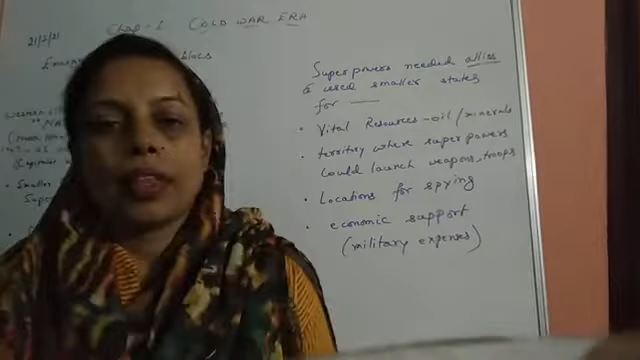 21/2/21
Chap-1 COLD WAR ERA
blocs
Super powers needed allies
& used smaller states
for —
• Vital Resources - oil/minerals
• territory where superpowers
could launch weapons, troops
• Locations for spying
• economic support
(military expenses)
• Smaller